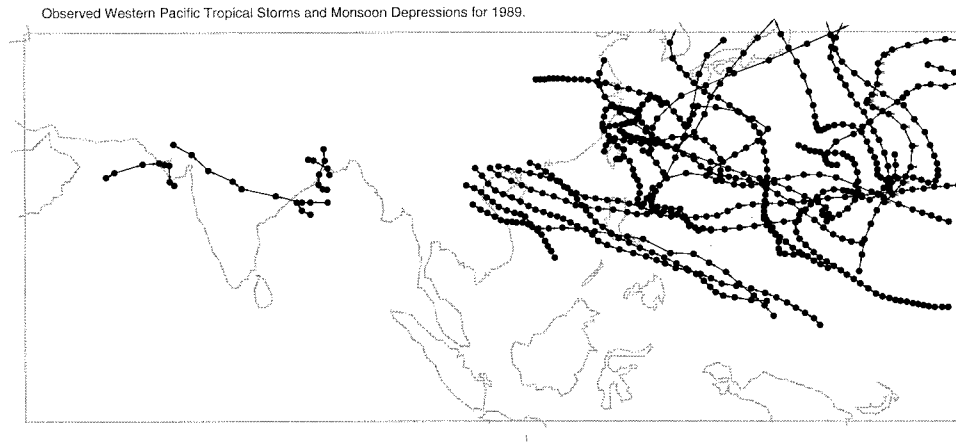 Observed Western Pacific Tropical Storms and Monsoon Depressions for 1989.